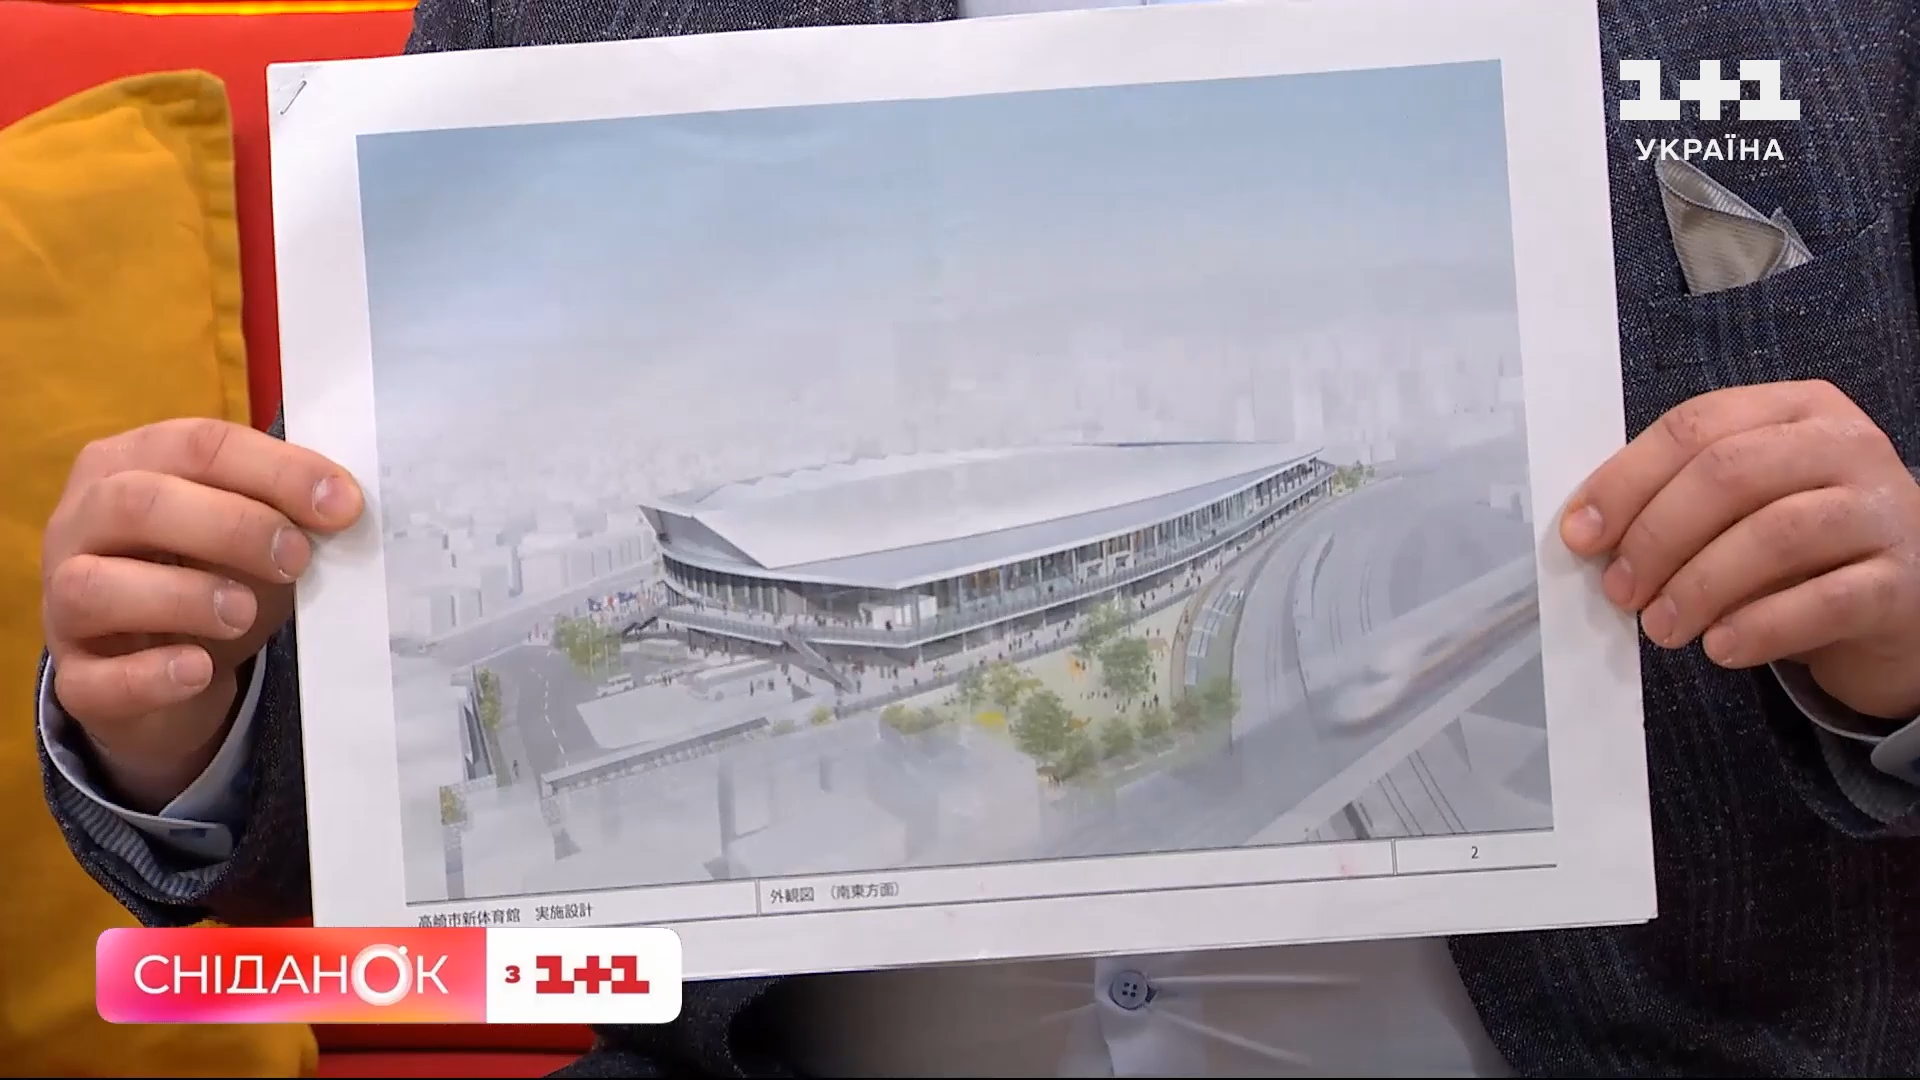 1+1
УКРАЇНА
2
外観図 （南東方面）
高崎市新体育館 実施設計
СНІДАНОК З 1+1